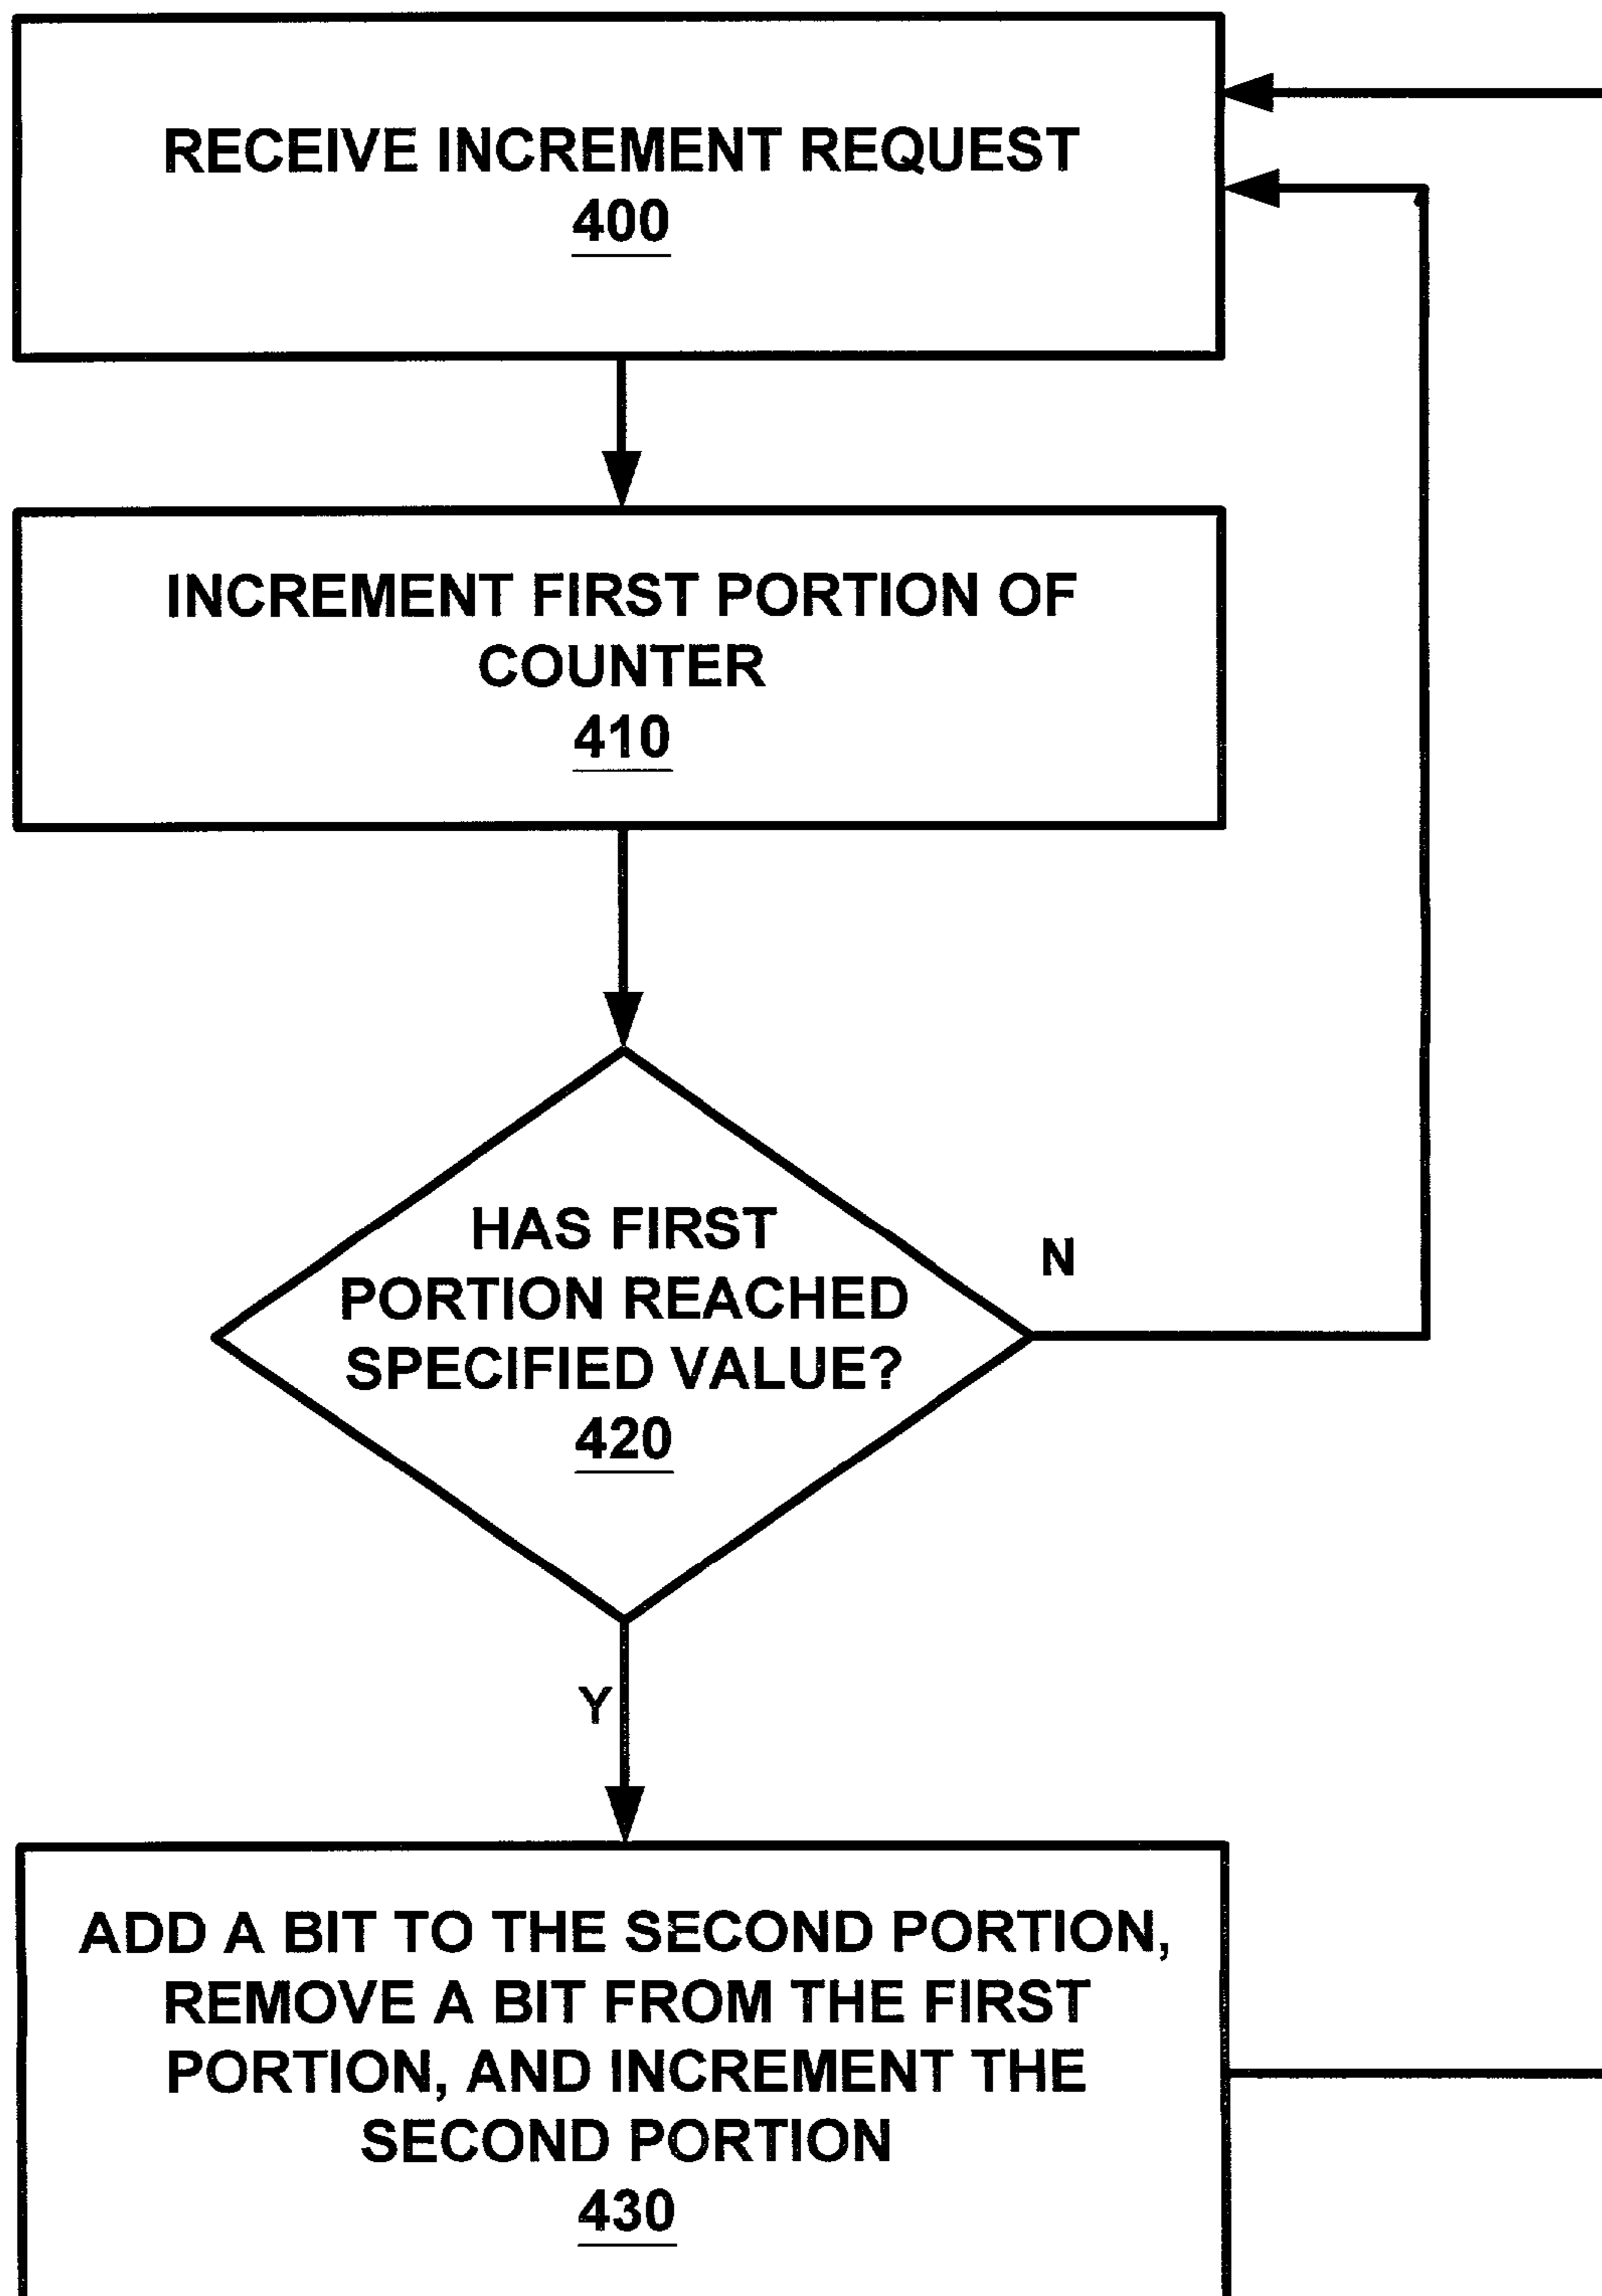 RECEIVE INCREMENT REQUEST
400
INCREMENT FIRST PORTION OF
COUNTER
410
HAS FIRST
PORTION REACHED
SPECIFIED VALUE?
420
N
Y
ADD A BIT TO THE SECOND PORTION,
REMOVE A BIT FROM THE FIRST
PORTION, AND INCREMENT THE
SECOND PORTION
430